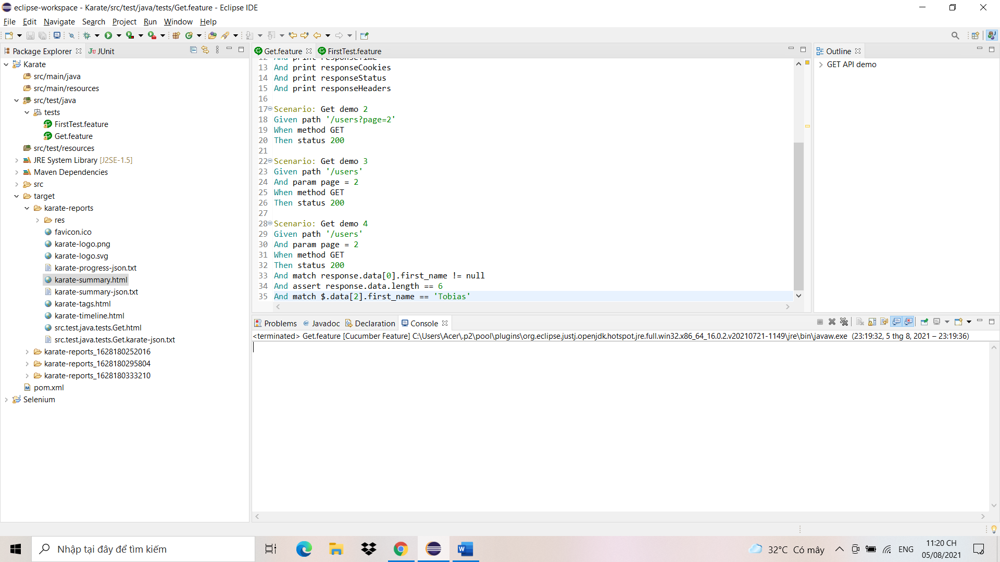 eclipse-workspace - Karate/src/test/java/tests/Get.feature - Eclipse IDE
File Edit Navigate Search Project Run Window Help
Package Explorer
JUnit
Karate
src/main/java
src/main/resources
src/test/java
tests
FirstTest.feature
Get.feature
src/test/resources
JRE System Library [J2SE-1.5]
Maven Dependencies
src
target
karate-reports
res
favicon.ico
karate-logo.png
karate-logo.svg
karate-progress-json.txt
karate-summary.html
karate-summary-json.txt
karate-tags.html
karate-timeline.html
src.test.java.tests.Get.html
src.test.java.tests.Get.karate-json.txt
karate-reports_1628180252016
karate-reports_1628180295804
karate-reports_1628180333210
pom.xml
Selenium
Get.feature
FirstTest.feature
12 And print responseTime
13 And print responseCookies
14 And print responseStatus
15 And print responseHeaders
16
17 Scenario: Get demo 2
18 Given path '/users?page=2'
19 When method GET
20 Then status 200
21
22 Scenario: Get demo 3
23 Given path '/users'
24 And param page = 2
25 When method GET
26 Then status 200
27
28 Scenario: Get demo 4
29 Given path '/users'
30 And param page = 2
31 When method GET
32 Then status 200
33 And match response.data[0].first_name != null
34 And assert response.data.length == 6
35 And match $.data[2].first_name == 'Tobias'
Outline
GET API demo
Problems @ Javadoc Declaration Console
<terminated> Get.feature [Cucumber Feature] C:\Users\Acer\.p2\pool\plugins\org.eclipse.justj.openjdk.hotspot.jre.full.win32.x86_64_16.0.2.v20210721-1149\jre\bin\javaw.exe (23:19:32, 5 thg 8, 2021 – 23:19:36)
Nhập tại đây để tìm kiếm
32°C Có mây
ENG
11:20 CH
05/08/2021